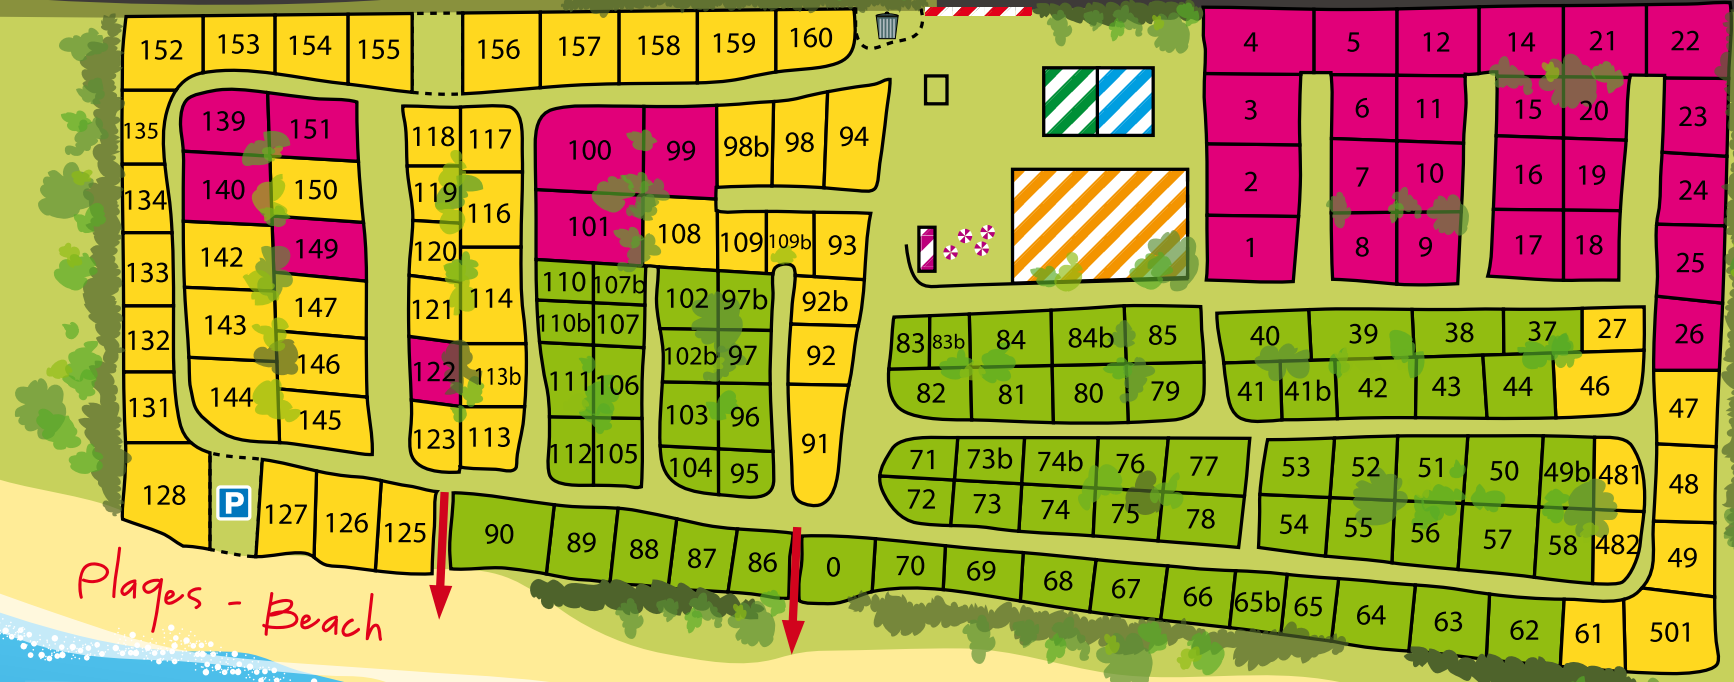 152 153 154 155 156 157 158 159 160
4 5 12 14 21 22
135 139 151 118 117 100 99 98b 98 94
3 6 11 15 20 23
134 140 150 119 116 101 108 109 109b 93
2 7 10 16 19 24
133 142 149 120 114 110 107b 102 97b 92b
1 8 9 17 18 25
132 143 147 121 110b 107 102b 97 92
83 83b 84 84b 85 40 39 38 37 27 26
131 144 146 122 113b 111 106 103 96 91
82 81 80 79 41 41b 42 43 44 46 47
145 123 113 112 105 104 95
71 73b 74b 76 77 53 52 51 50 49b 481 48
128 P 127 126 125 90 89 88 87 86
72 73 74 75 78 54 55 56 57 58 482 49
0 70 69 68 67 66 65b 65 64 63 62 61 501
Plages - Beach